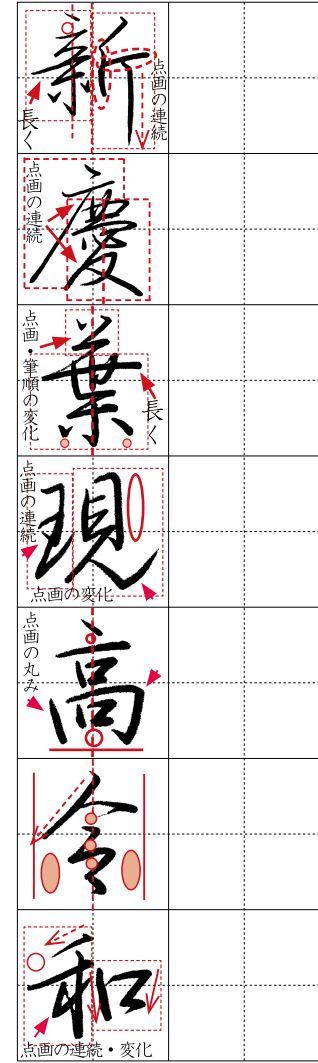 新
長く
点画の連続
慶
点画の連続
葉
点画・筆順の変化
長く
現
点画の連続
点画の変化
高
点画の丸み
令
和
点画の連続・変化